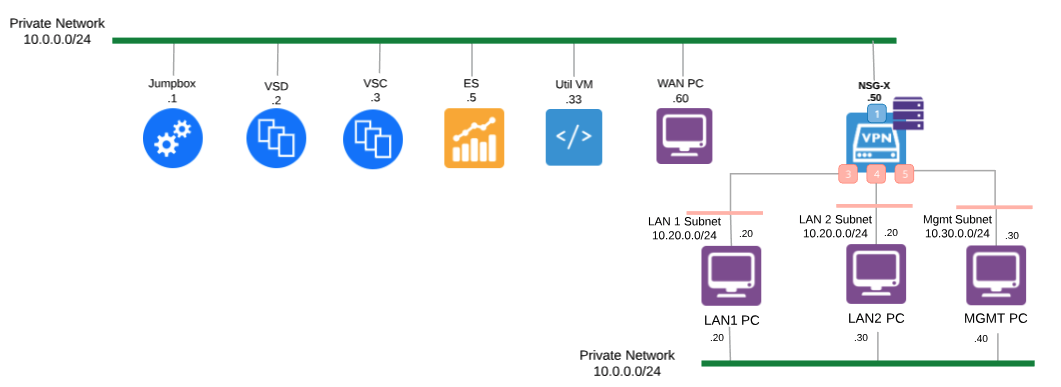 Private Network
10.0.0.0/24
Jumpbox
.1
VSD
.2
VSC
.3
ES
.5
Util VM
.33
</>
WAN PC
.60
NSG-X
.50
1
VPN
3
4
5
LAN 1 Subnet
10.20.0.0/24
.20
LAN 2 Subnet
10.20.0.0/24
.20
Mgmt Subnet
10.30.0.0/24
.30
LAN1 PC
.20
LAN2 PC
.30
MGMT PC
.40
Private Network
10.0.0.0/24